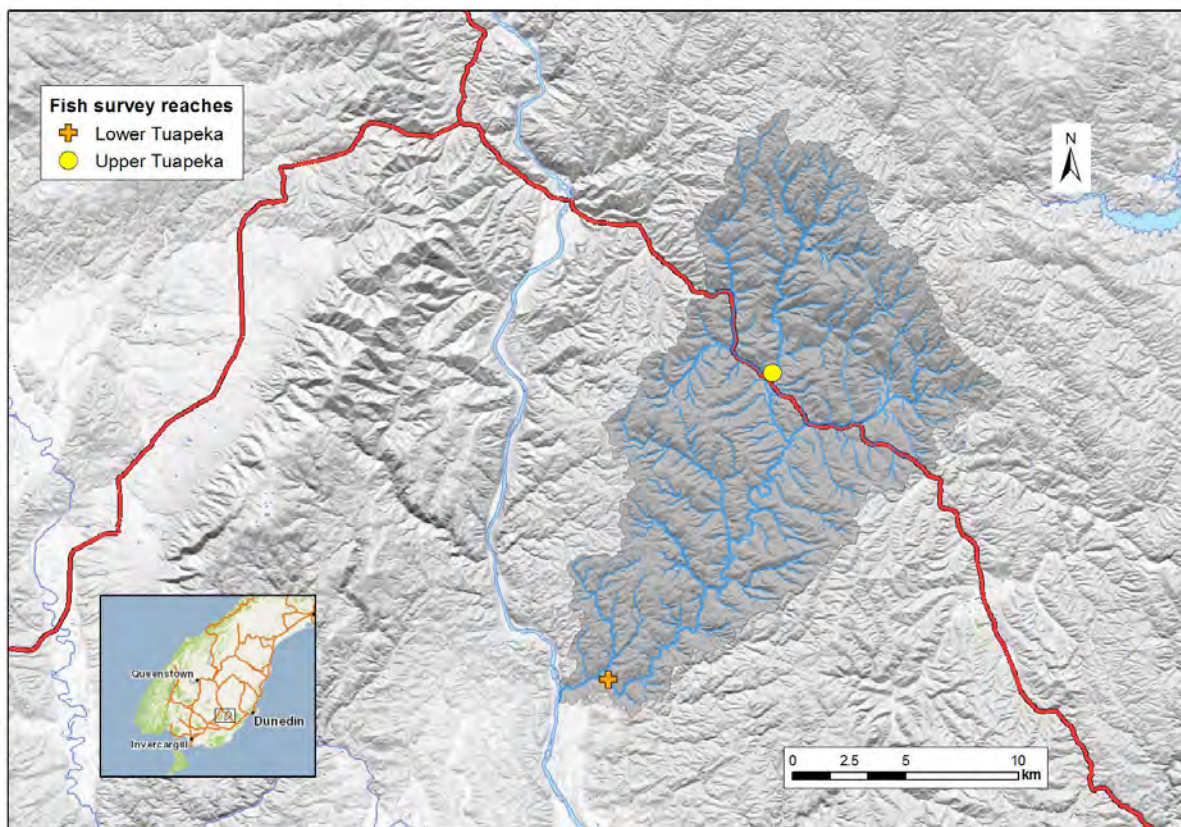 Fish survey reaches
Lower Tuapeka
Upper Tuapeka
N
Queenstown
Dunedin
Invercargill
0 2.5 5 10
km